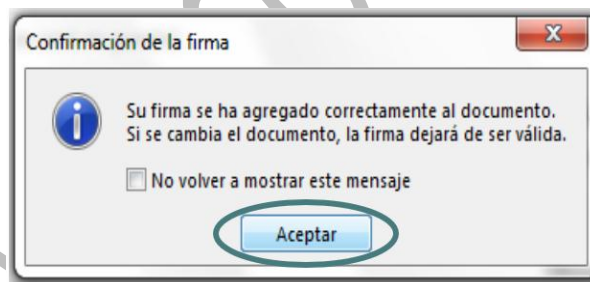 Confirmación de la firma
Su firma se ha agregado correctamente al documento.
Si se cambia el documento, la firma dejará de ser válida.
No volver a mostrar este mensaje
Aceptar